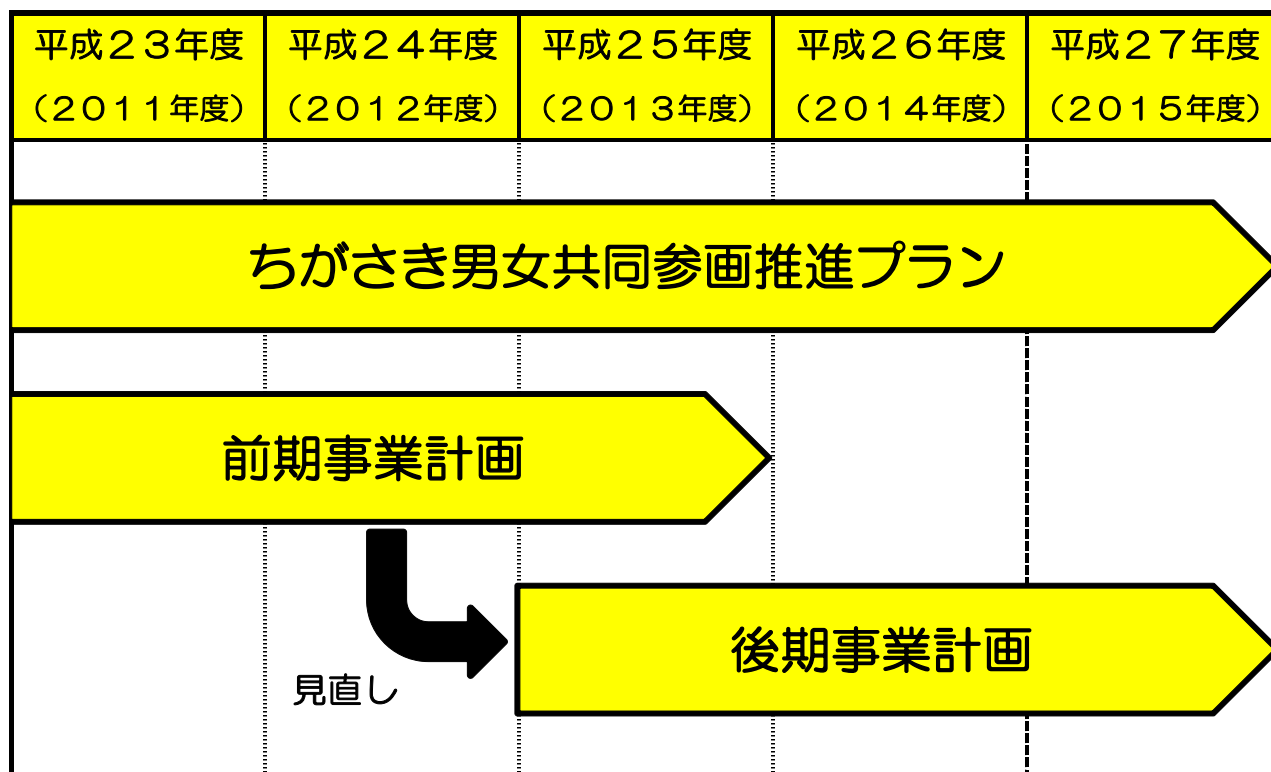 平成２３年度
（２０１１年度）
平成２４年度
（２０１２年度）
平成２５年度
（２０１３年度）
平成２６年度
（２０１４年度）
平成２７年度
（２０１５年度）
ちがさき男女共同参画推進プラン
前期事業計画
見直し
後期事業計画